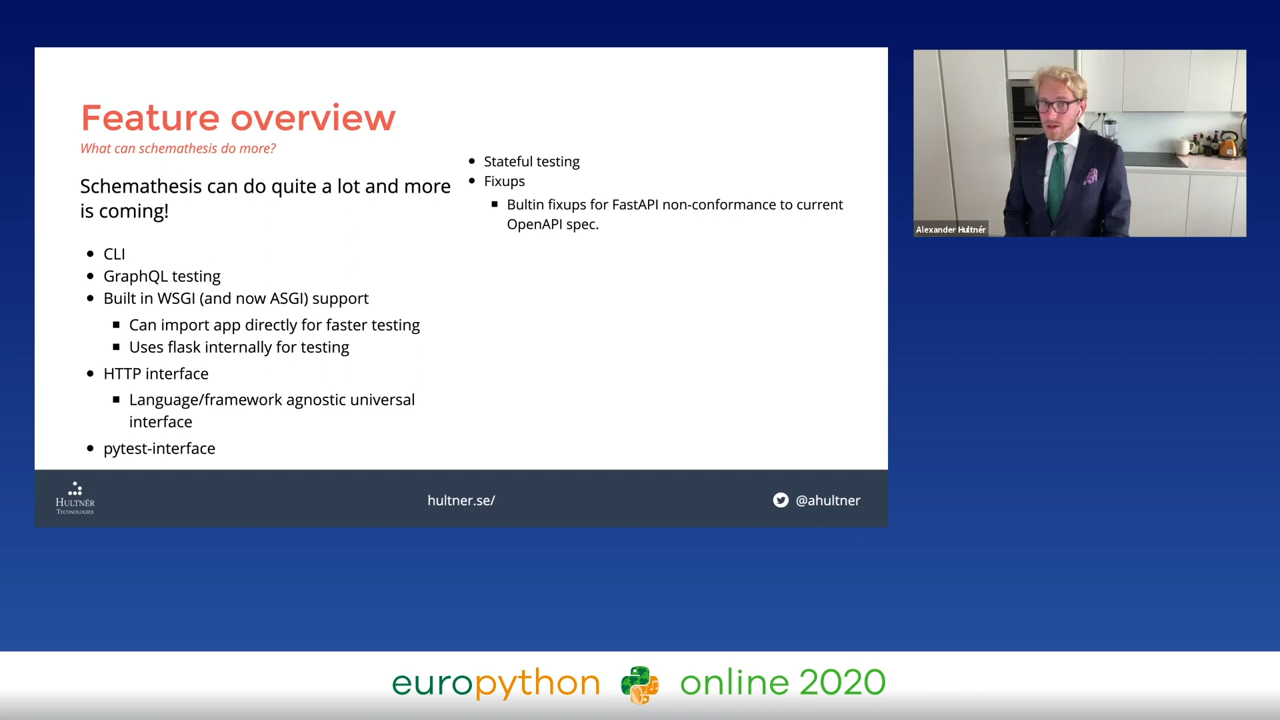 Feature overview
What can schemathesis do more?
Schemathesis can do quite a lot and more
is coming!
• CLI
• GraphQL testing
• Built in WSGI (and now ASGI) support
▪ Can import app directly for faster testing
▪ Uses flask internally for testing
• HTTP interface
▪ Language/framework agnostic universal
interface
• pytest-interface
• Stateful testing
• Fixups
▪ Bultin fixups for FastAPI non-conformance to current
OpenAPI spec.
HULTNÉR
TECHNOLOGIES
hultner.se/
@ahultner
Alexander Hultnér
europython online 2020